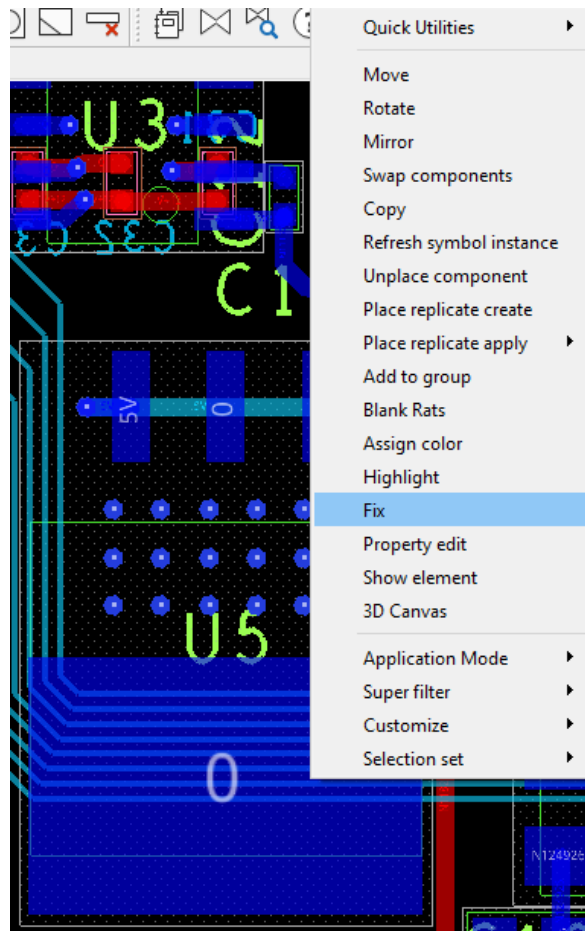 Quick Utilities
Move
Rotate
Mirror
Swap components
Copy
Refresh symbol instance
Unplace component
Place replicate create
Place replicate apply
Add to group
Blank Rats
Assign color
Highlight
Fix
Property edit
Show element
3D Canvas
Application Mode
Super filter
Customize
Selection set
U3
C32
C1
5V
0
U5
0
N124926